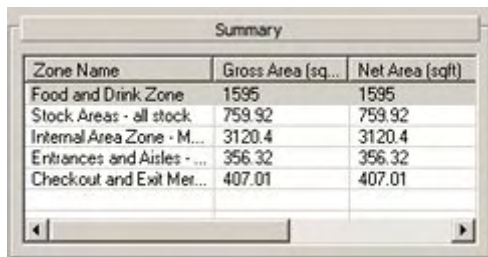 Summary
Zone Name Gross Area (sq... Net Area (sqft)
Food and Drink Zone 1595 1595
Stock Areas - all stock 759.92 759.92
Internal Area Zone - M... 3120.4 3120.4
Entrances and Aisles - ... 356.32 356.32
Checkout and Exit Mer... 407.01 407.01